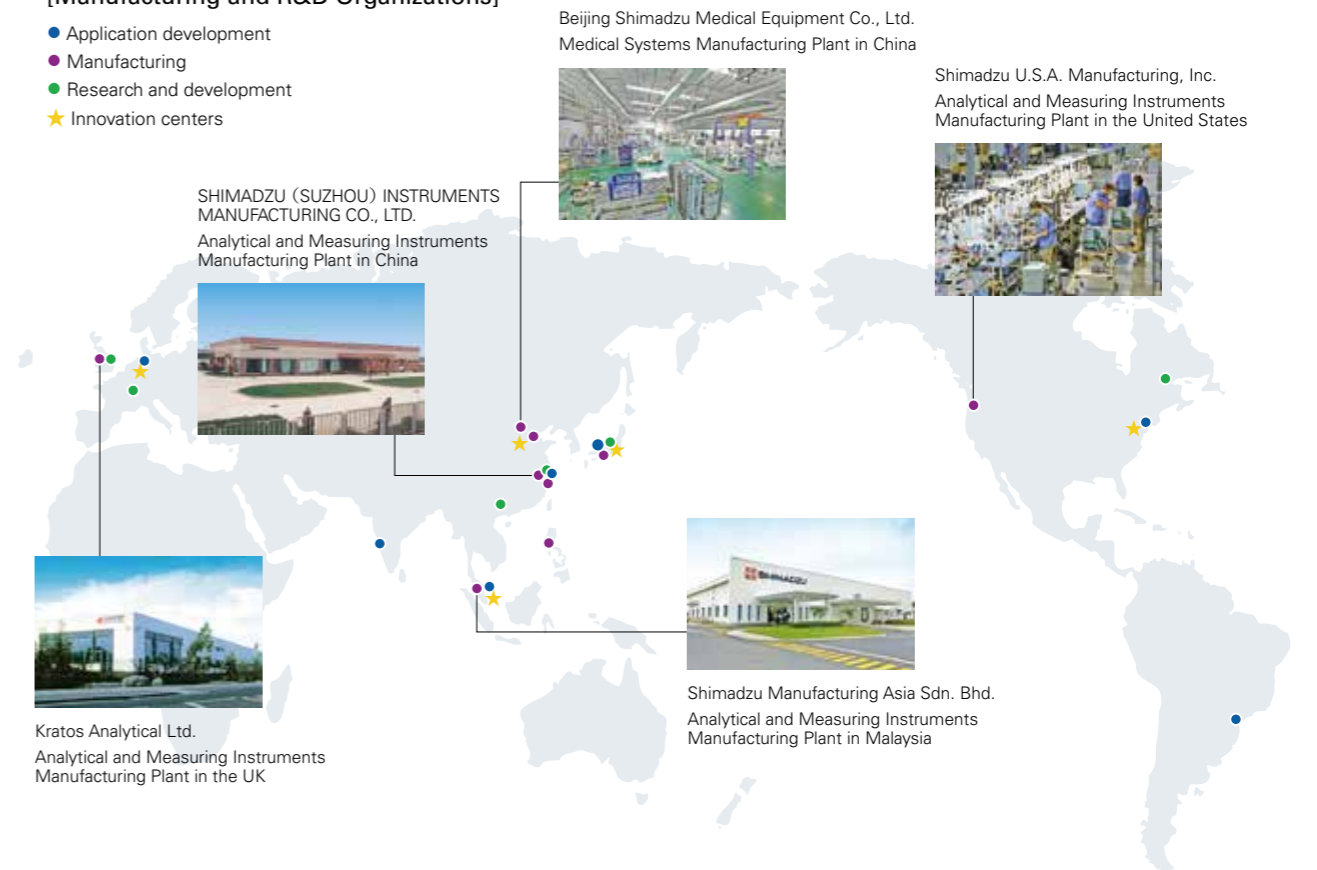 [Manufacturing and R&D Organizations]
Application development
Manufacturing
Research and development
Innovation centers
Beijing Shimadzu Medical Equipment Co., Ltd.
Medical Systems Manufacturing Plant in China
Shimadzu U.S.A. Manufacturing, Inc.
Analytical and Measuring Instruments
Manufacturing Plant in the United States
SHIMADZU (SUZHOU) INSTRUMENTS
MANUFACTURING CO., LTD.
Analytical and Measuring Instruments
Manufacturing Plant in China
SHIMADZU
Shimadzu Manufacturing Asia Sdn. Bhd.
Analytical and Measuring Instruments
Manufacturing Plant in Malaysia
Kratos Analytical Ltd.
Analytical and Measuring Instruments
Manufacturing Plant in the UK